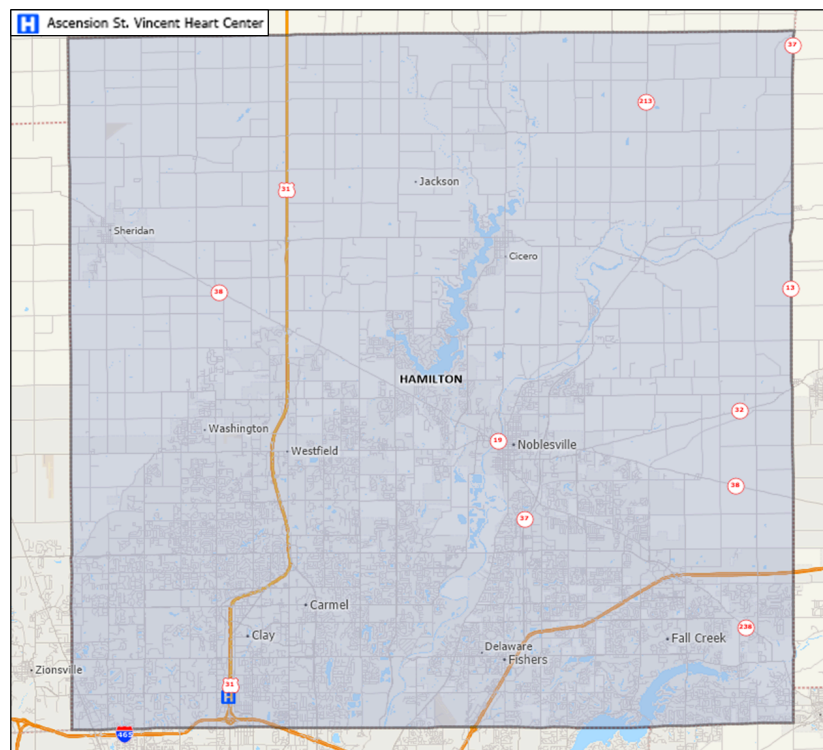 H Ascension St. Vincent Heart Center
37
213
Jackson
31
Sheridan
Cicero
38
13
HAMILTON
32
Washington
19
Noblesville
Westfield
38
37
Carmel
238
Clay
Fall Creek
Delaware
Fishers
Zionsville
31
H
465